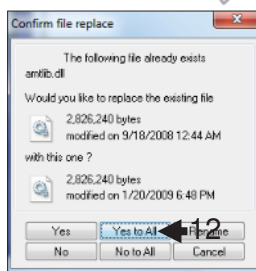 Confirm file replace
The following file already exists
amtlib.dll
Would you like to replace the existing file
2,826,240 bytes
modified on 9/18/2008 12:44 AM
with this one ?
2,826,240 bytes
modified on 1/20/2009 6:48 PM
Yes Yes to All 12 Rename
No No to All Cancel